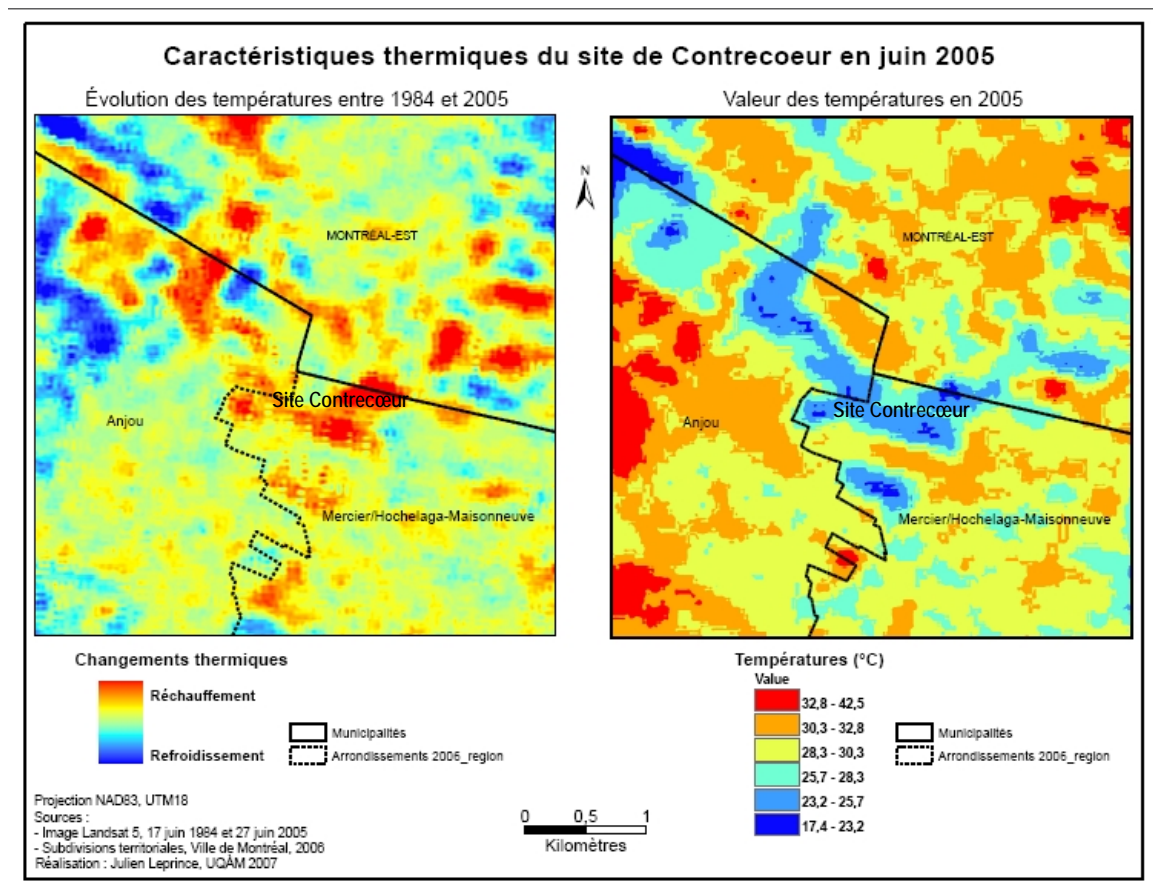 Caractéristiques thermiques du site de Contrecoeur en juin 2005
Évolution des températures entre 1984 et 2005
Valeur des températures en 2005
N
MONTRÉAL-EST
Site Contrecœur
Anjou
Mercier/Hochelaga-Maisonneuve
MONTRÉAL-EST
Site Contrecœur
Anjou
Mercier/Hochelaga-Maisonneuve
Changements thermiques
Réchauffement
Refroidissement
Municipalités
Arrondissements 2006_region
Températures (°C)
Value
32,8 - 42,5
30,3 - 32,8
28,3 - 30,3
25,7 - 28,3
23,2 - 25,7
17,4 - 23,2
Municipalités
Arrondissements 2006_region
Projection NAD83, UTM18
Sources :
- Image Landsat 5, 17 juin 1984 et 27 juin 2005
- Subdivisions territoriales, Ville de Montréal, 2006
Réalisation : Julien Leprince, UQÀM 2007
0 0,5 1
Kilomètres